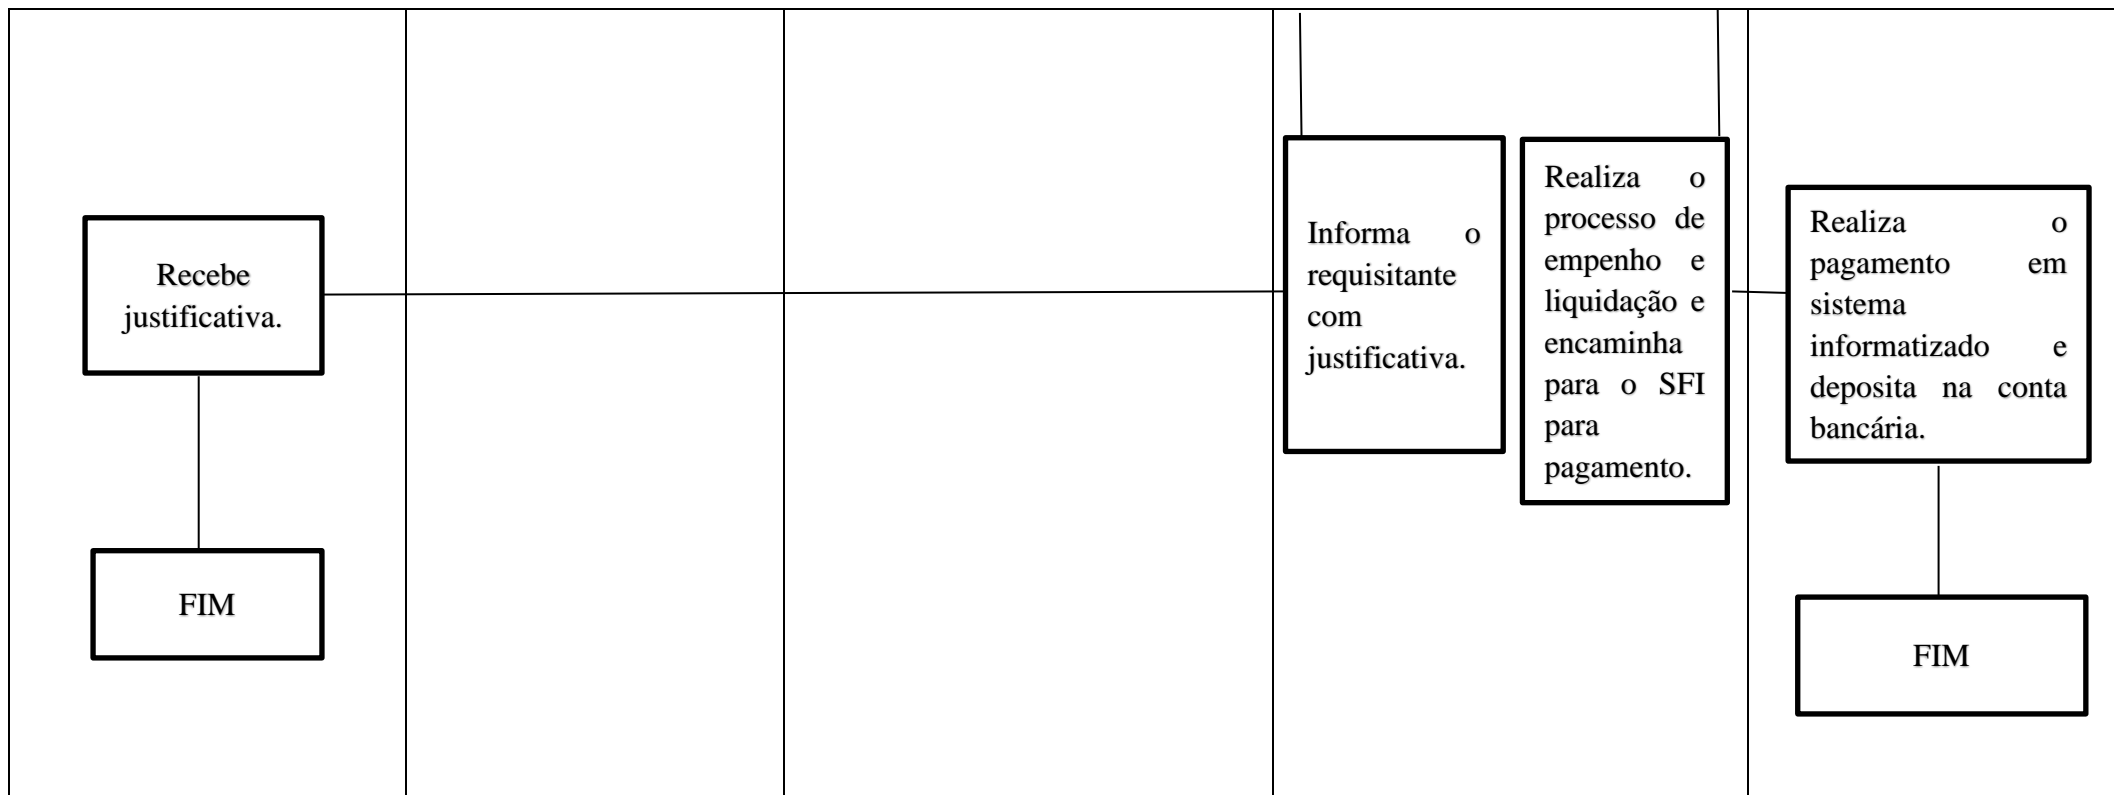 Recebe
justificativa.
FIM
Informa o
requisitante
com
justificativa.
Realiza o
processo de
empenho e
liquidação e
encaminha
para o SFI
para
pagamento.
Realiza o
pagamento em
sistema
informatizado e
deposita na conta
bancária.
FIM